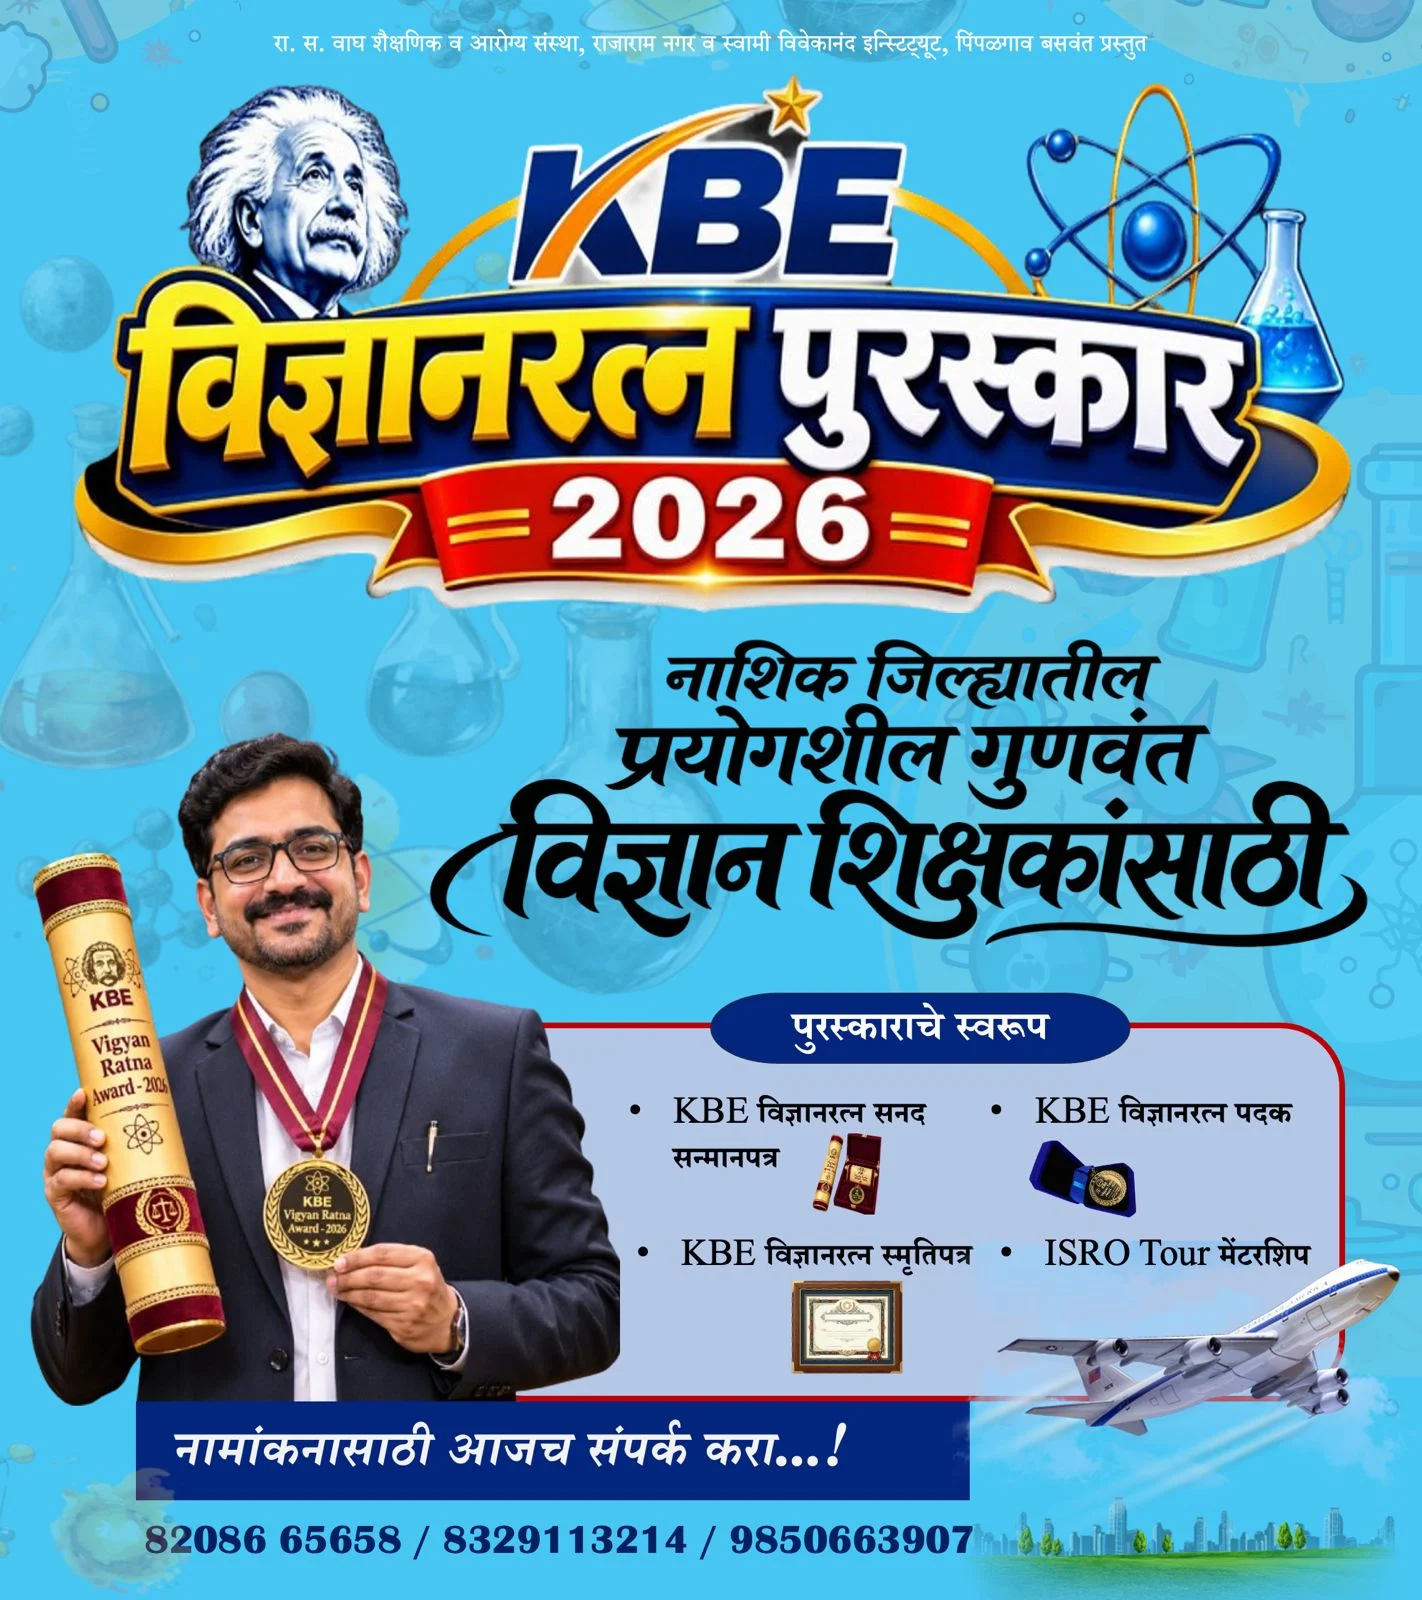 रा. स. वाघ शैक्षणिक व आरोग्य संस्था, राजाराम नगर व स्वामी विवेकानंद इन्स्टिट्यूट, पिंपळगाव बसवंत प्रस्तुत
KBE
विज्ञानरत्न पुरस्कार
2026
नाशिक जिल्ह्यातील
प्रयोगशील गुणवंत
विज्ञान शिक्षकांसाठी
KBE
Vigyan
Ratna
Award-2026
KBE
Vigyan Ratna
Award-2026
पुरस्काराचे स्वरूप
• KBE विज्ञानरत्न सनद
सन्मानपत्र
• KBE विज्ञानरत्न पदक
• KBE विज्ञानरत्न स्मृतिपत्र
• ISRO Tour मेंटरशिप
नामांकनासाठी आजच संपर्क करा...!
82086 65658 / 8329113214 / 9850663907